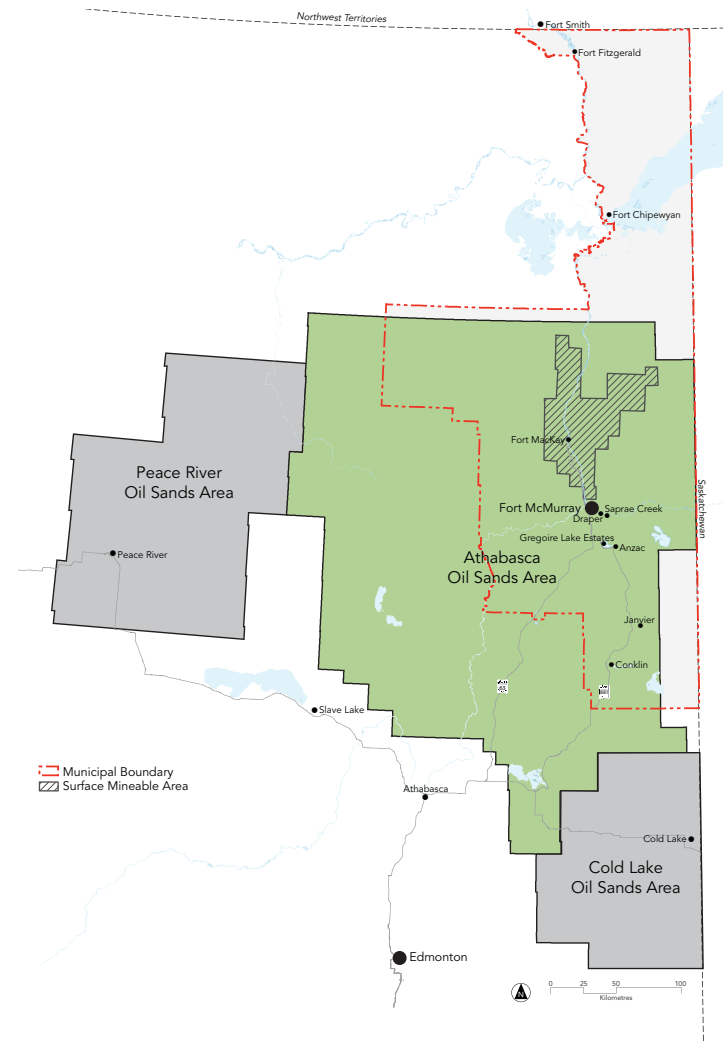 Northwest Territories
Fort Smith
Fort Fitzgerald
Fort Chipewyan
Fort MacKay
Peace River
Oil Sands Area
Saskatchewan
Fort McMurray
Saprae Creek
Draper
Gregoire Lake Estates
Anzac
Peace River
Athabasca
Oil Sands Area
Janvier
Conklin
Slave Lake
Municipal Boundary
Surface Mineable Area
Athabasca
Cold Lake
Cold Lake
Oil Sands Area
Edmonton
0 25 50 100
Kilometres